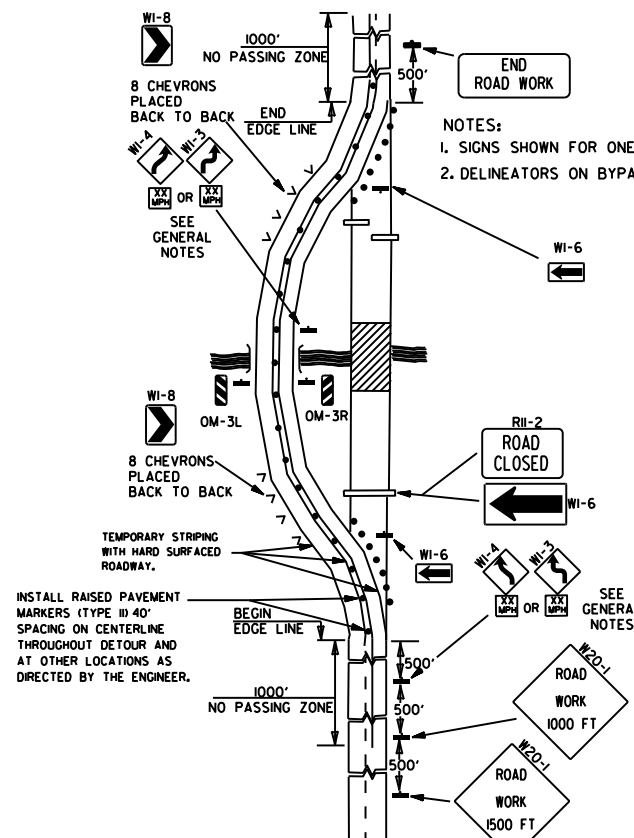 W1-8
1000'
NO PASSING ZONE
500'
END
ROAD WORK
8 CHEVRONS
PLACED
BACK TO BACK
END
EDGE LINE
NOTES:
1. SIGNS SHOWN FOR ONE
2. DELINEATORS ON BYPA
W1-4
W1-3
XX
MPH
OR
XX
MPH
SEE
GENERAL
NOTES
W1-6
OM-3L
OM-3R
W1-8
8 CHEVRONS
PLACED
BACK TO BACK
R11-2
ROAD
CLOSED
W1-6
TEMPORARY STRIPING
WITH HARD SURFACED
ROADWAY.
W1-6
W1-4
W1-3
XX
MPH
OR
XX
MPH
SEE
GENERA
NOTES
INSTALL RAISED PAVEMENT
MARKERS (TYPE II) 40'
SPACING ON CENTERLINE
THROUGHOUT DETOUR AND
AT OTHER LOCATIONS AS
DIRECTED BY THE ENGINEER.
BEGIN
EDGE LINE
500'
1000'
NO PASSING ZONE
500'
W20-1
ROAD
WORK
1000 FT
500'
W20-1
ROAD
WORK
1500 FT